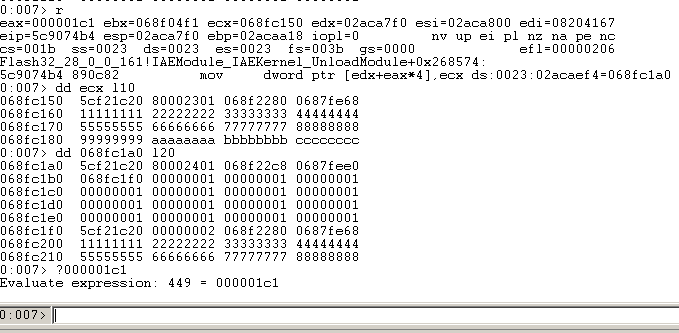 0:007> r
eax=000001c1 ebx=068f04f1 ecx=068fc150 edx=02aca7f0 esi=02aca800 edi=08204167
eip=5c9074b4 esp=02aca7f0 ebp=02acaa18 iopl=0 nv up ei pl nz na pe nc
cs=001b ss=0023 ds=0023 es=0023 fs=003b gs=0000 efl=00000206
Flash32_28_0_0_161!IAEModule_IAEKernel_UnloadModule+0x268574:
5c9074b4 890c82 mov dword ptr [edx+eax*4],ecx ds:0023:02acaef4=068fc1a0
0:007> dd ecx l10
068fc150 5cf21c20 80002301 068f2280 0687fe68
068fc160 11111111 22222222 33333333 44444444
068fc170 55555555 66666666 77777777 88888888
068fc180 99999999 aaaaaaaa bbbbbbbb cccccccc
0:007> dd 068fc1a0 l20
068fc1a0 5cf21c20 80002401 068f22c8 0687fee0
068fc1b0 068fc1f0 00000001 00000001 00000001
068fc1c0 00000001 00000001 00000001 00000001
068fc1d0 00000001 00000001 00000001 00000001
068fc1e0 00000001 00000001 00000001 00000001
068fc1f0 5cf21c20 00000002 068f2280 0687fe68
068fc200 11111111 22222222 33333333 44444444
068fc210 55555555 66666666 77777777 88888888
0:007> ?000001c1
Evaluate expression: 449 = 000001c1
0:007>